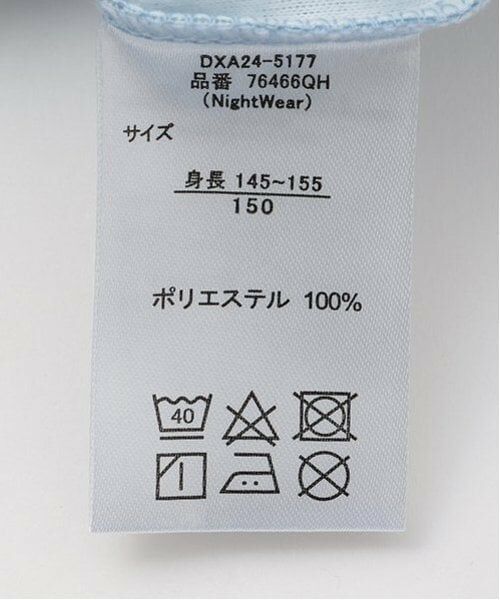 DXA24-5177
品番 76466QH
(NightWear)
サイズ
身長 145~155
150
ポリエステル 100%
40